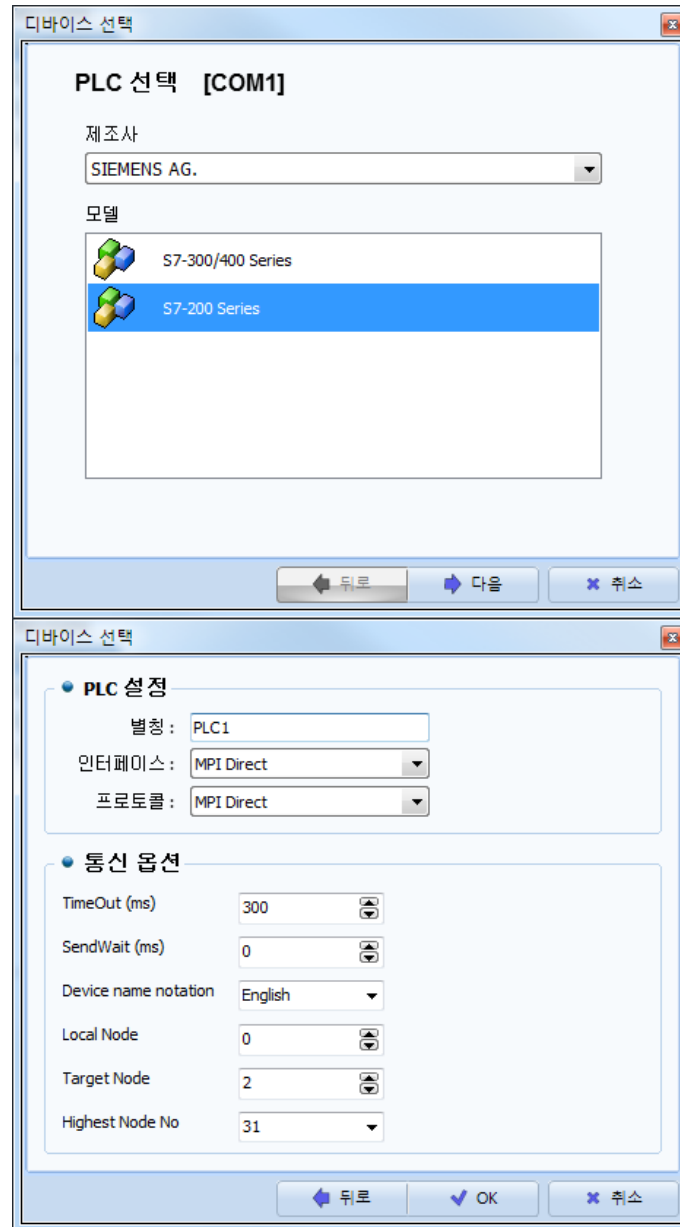 디바이스 선택
PLC 선택 [COM1]
제조사
SIEMENS AG.
모델
S7-300/400 Series
S7-200 Series
뒤로 다음 취소
디바이스 선택
PLC 설정
별칭 : PLC1
인터페이스 : MPI Direct
프로토콜 : MPI Direct
통신 옵션
TimeOut (ms) 300
SendWait (ms) 0
Device name notation English
Local Node 0
Target Node 2
Highest Node No 31
뒤로 OK 취소